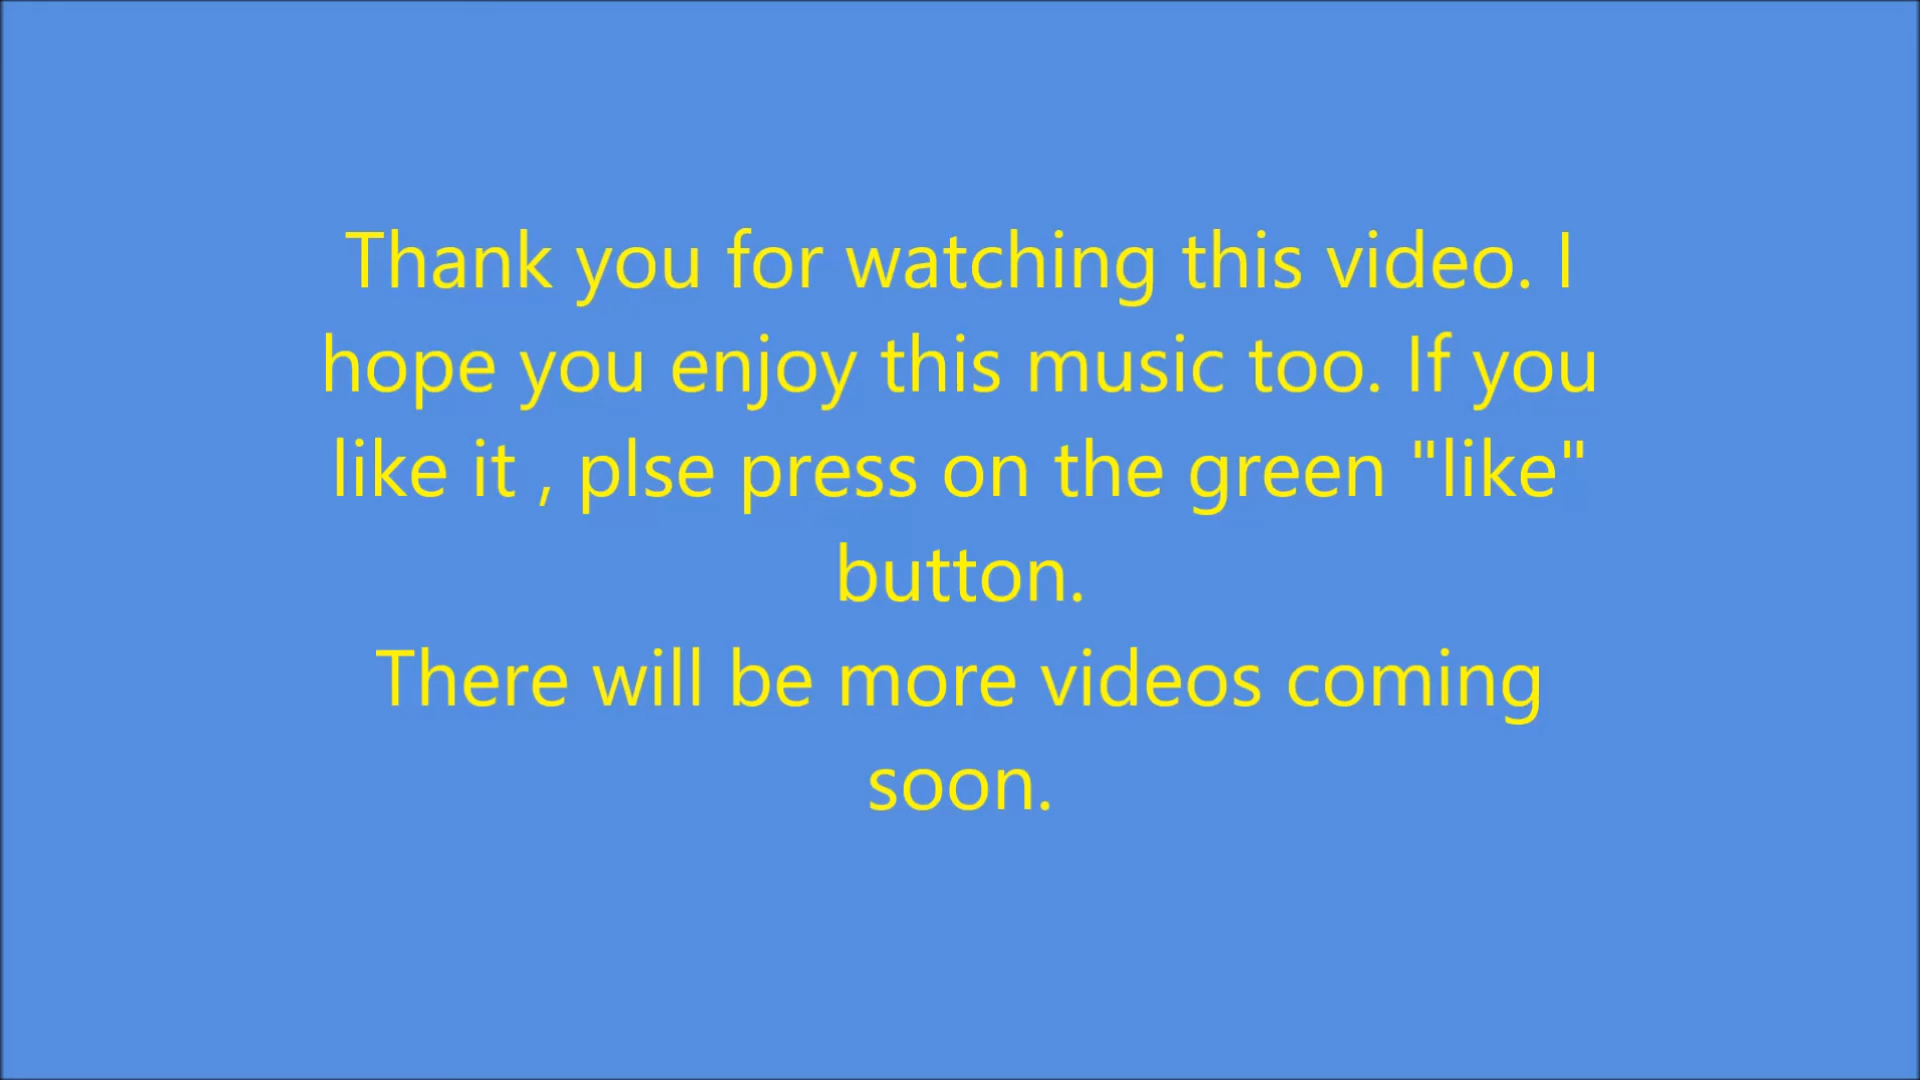 Thank you for watching this video. I
hope you enjoy this music too. If you
like it , plse press on the green "like"
button.
There will be more videos coming
soon.